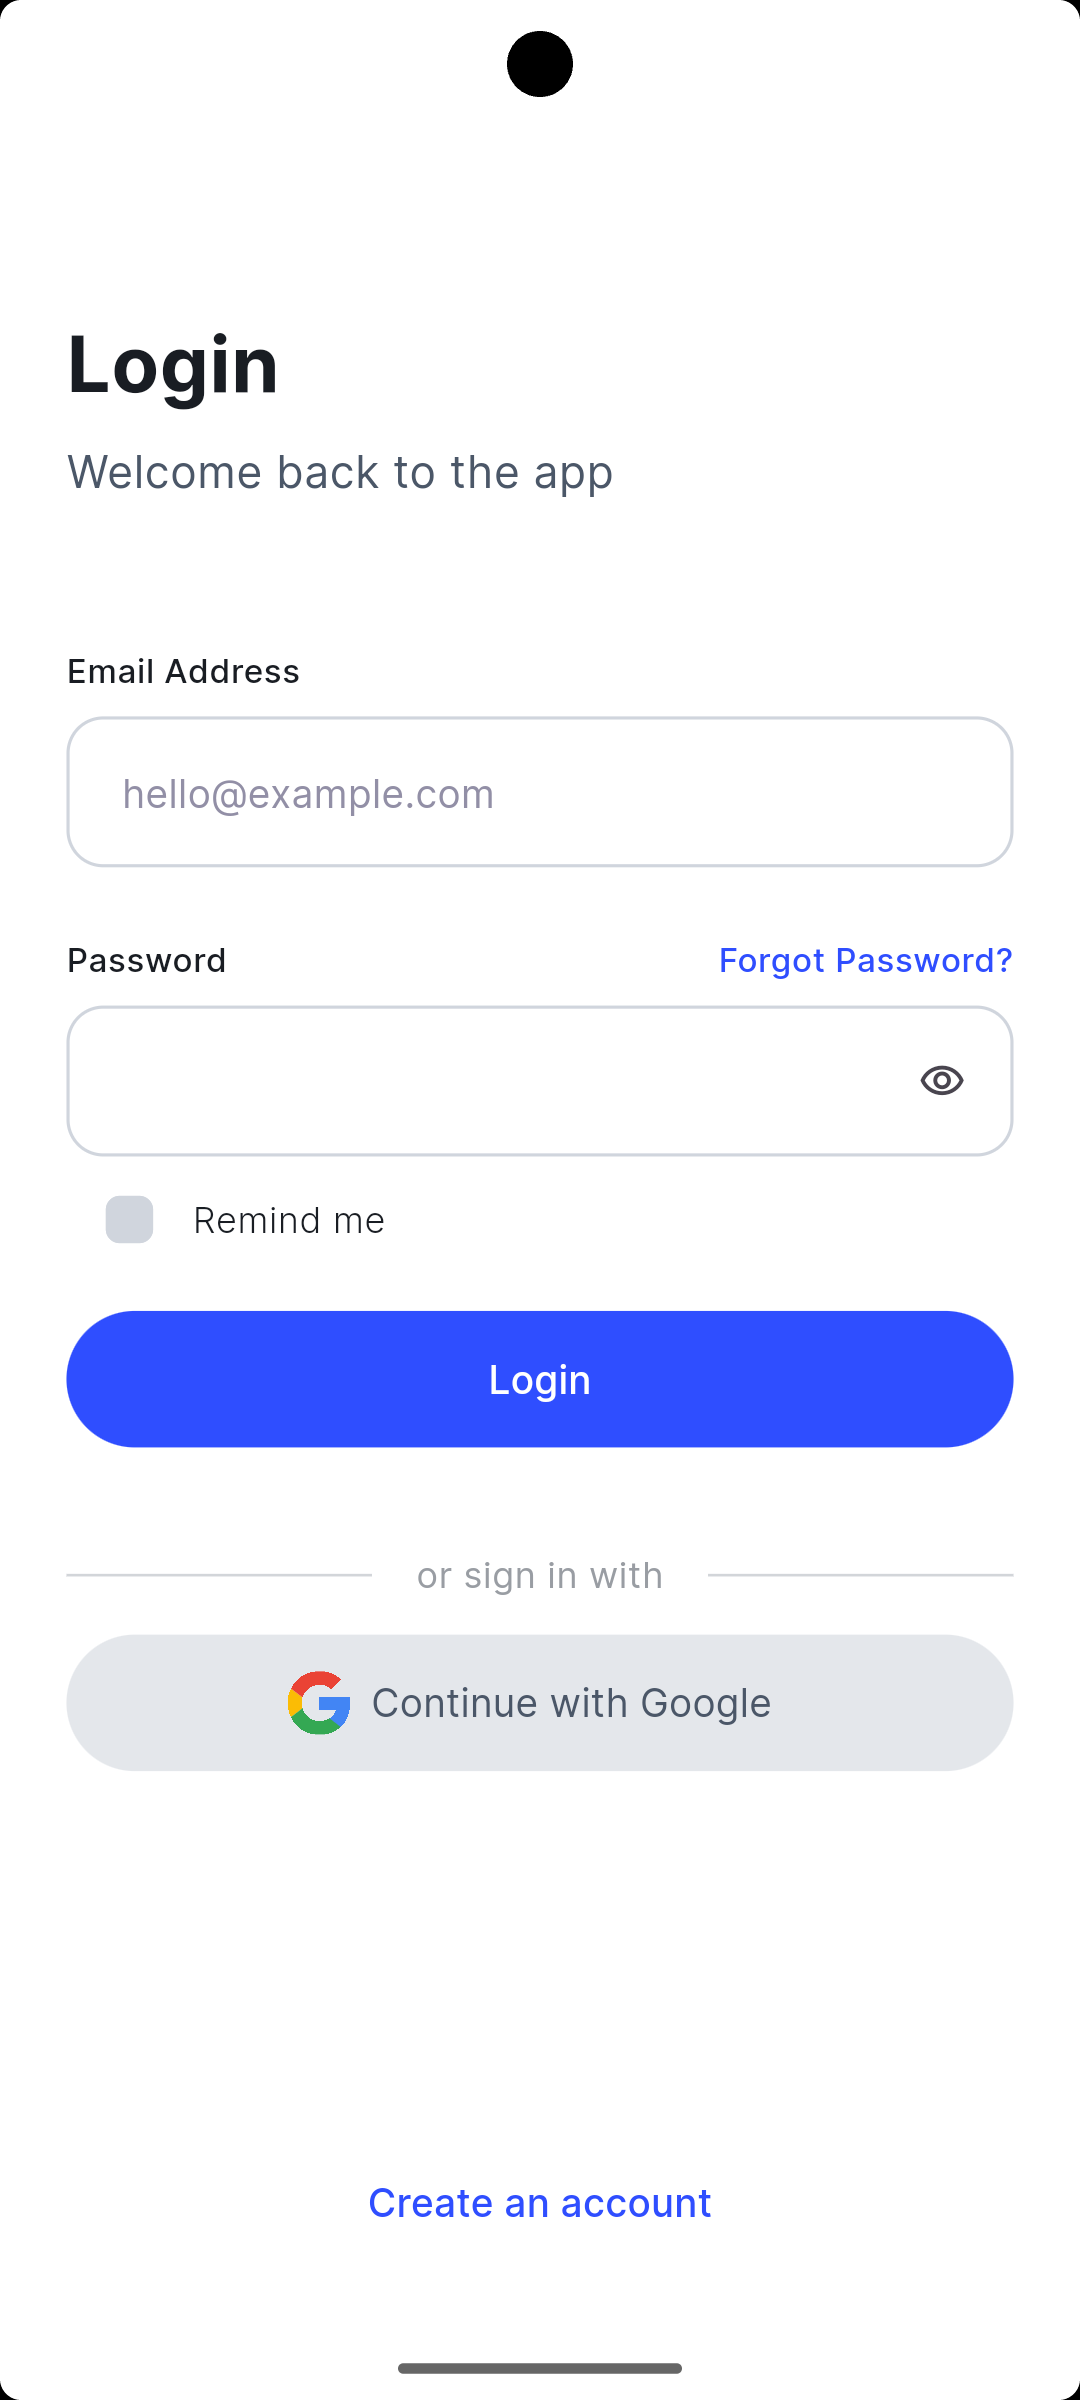 Login
Welcome back to the app
Email Address
hello@example.com
Password
Forgot Password?
Remind me
Login
or sign in with
Continue with Google
Create an account